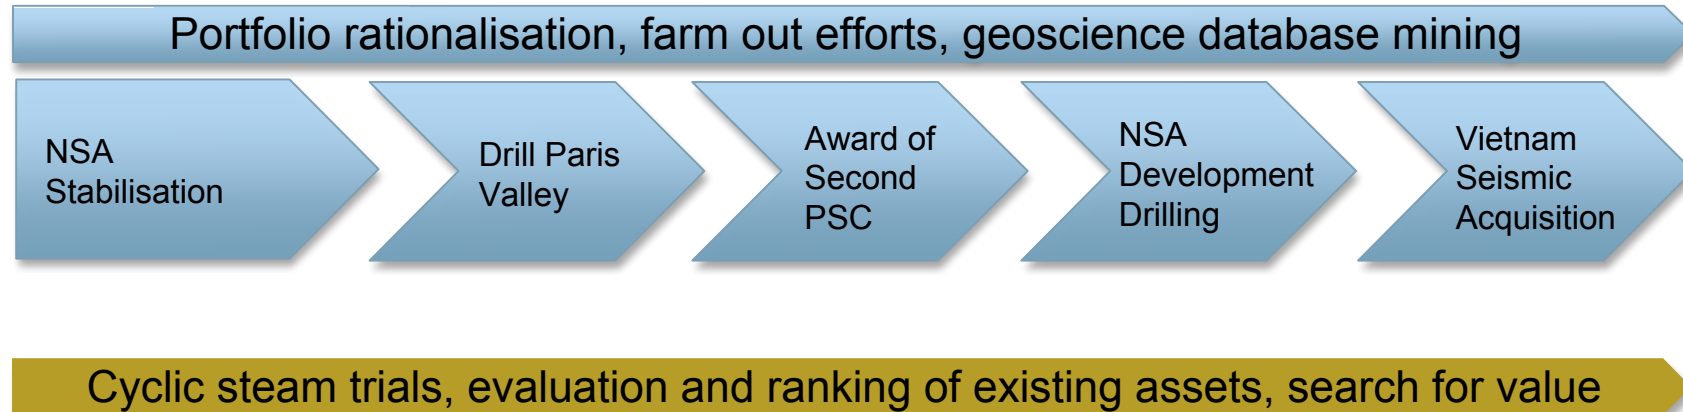 Portfolio rationalisation, farm out efforts, geoscience database mining
NSA
Stabilisation
Drill Paris
Valley
Award of
Second
PSC
NSA
Development
Drilling
Vietnam
Seismic
Acquisition
Cyclic steam trials, evaluation and ranking of existing assets, search for value